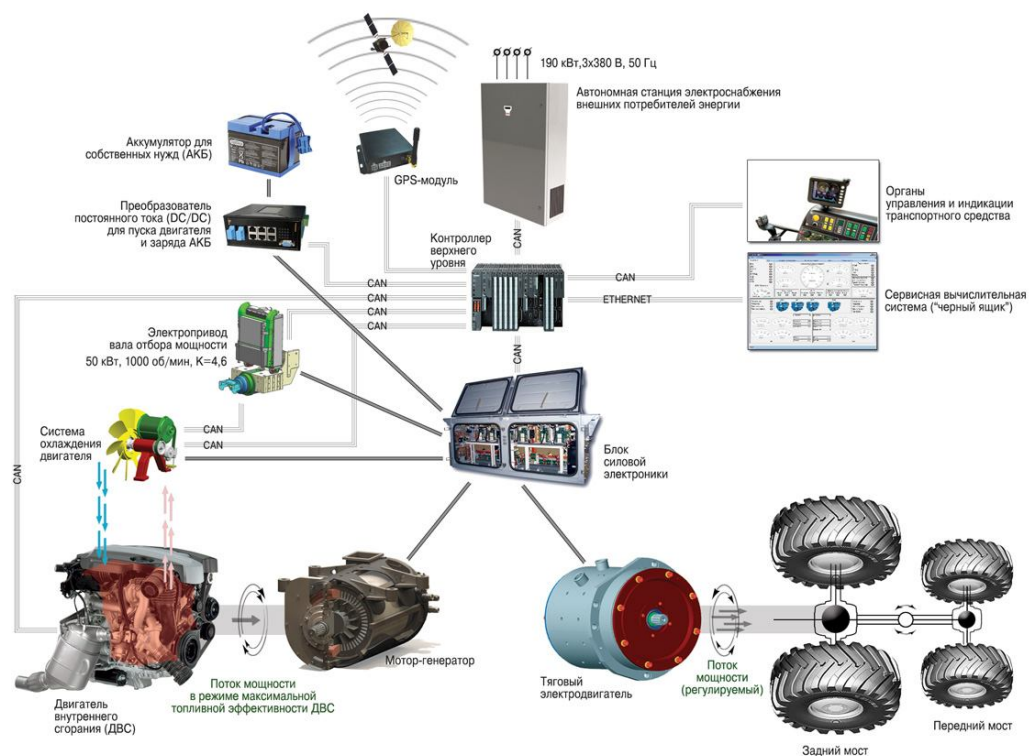 190 кВт,3х380 В, 50 Гц
Автономная станция электроснабжения
внешних потребителей энергии
Аккумулятор для
собственных нужд (АКБ)
GPS-модуль
Преобразователь
постоянного тока (DC/DC)
для пуска двигателя
и заряда АКБ
Контроллер
верхнего
уровня
Органы
управления и индикации
транспортного средства
CAN
CAN
CAN
CAN
CAN
CAN
ETHERNET
Сервисная вычислительная
система ("черный ящик")
Электропривод
вала отбора мощности
50 кВт, 1000 об/мин, К=4,6
CAN
Система
охлаждения
двигателя
CAN
CAN
CAN
Блок
силовой
электроники
Двигатель
внутреннего
сгорания (ДВС)
Поток мощности
в режиме максимальной
топливной эффективности ДВС
Мотор-генератор
Тяговый
электродвигатель
Поток
мощности
(регулируемый)
Передний мост
Задний мост